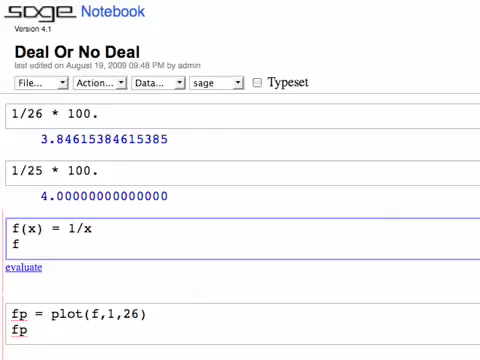 sage Notebook
Version 4.1
Deal Or No Deal
last edited on August 19, 2009 09:48 PM by admin
File... Action... Data... sage Typeset
1/26 * 100.
3.84615384615385
1/25 * 100.
4.00000000000000
f(x) = 1/x
f
evaluate
fp = plot(f,1,26)
fp